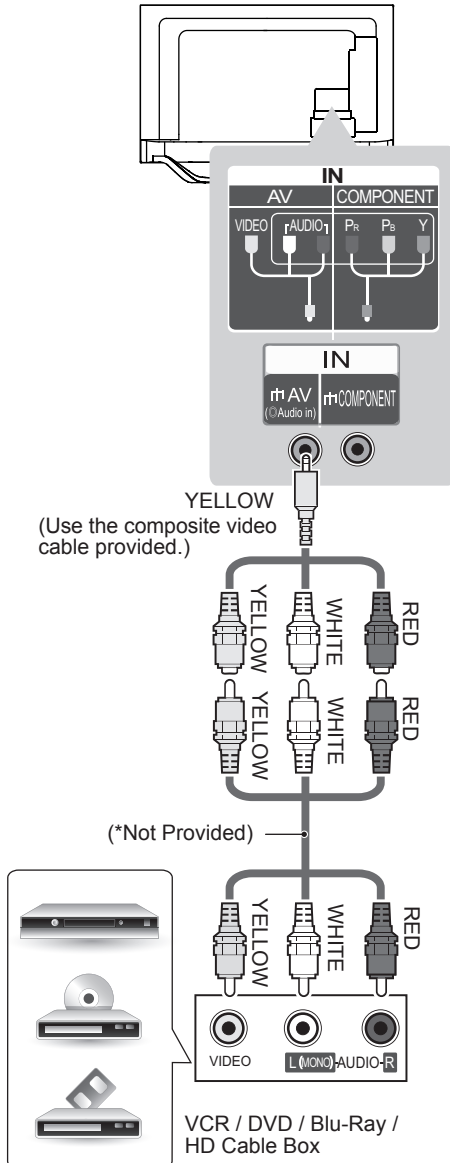 IN
AV COMPONENT
VIDEO AUDIO PR PB Y
IN
AV COMPONENT
(Audio in)
YELLOW
(Use the composite video
cable provided.)
YELLOW WHITE RED
YELLOW WHITE RED
(*Not Provided)
YELLOW WHITE RED
VIDEO L(MONO)-AUDIO-R
VCR / DVD / Blu-Ray /
HD Cable Box